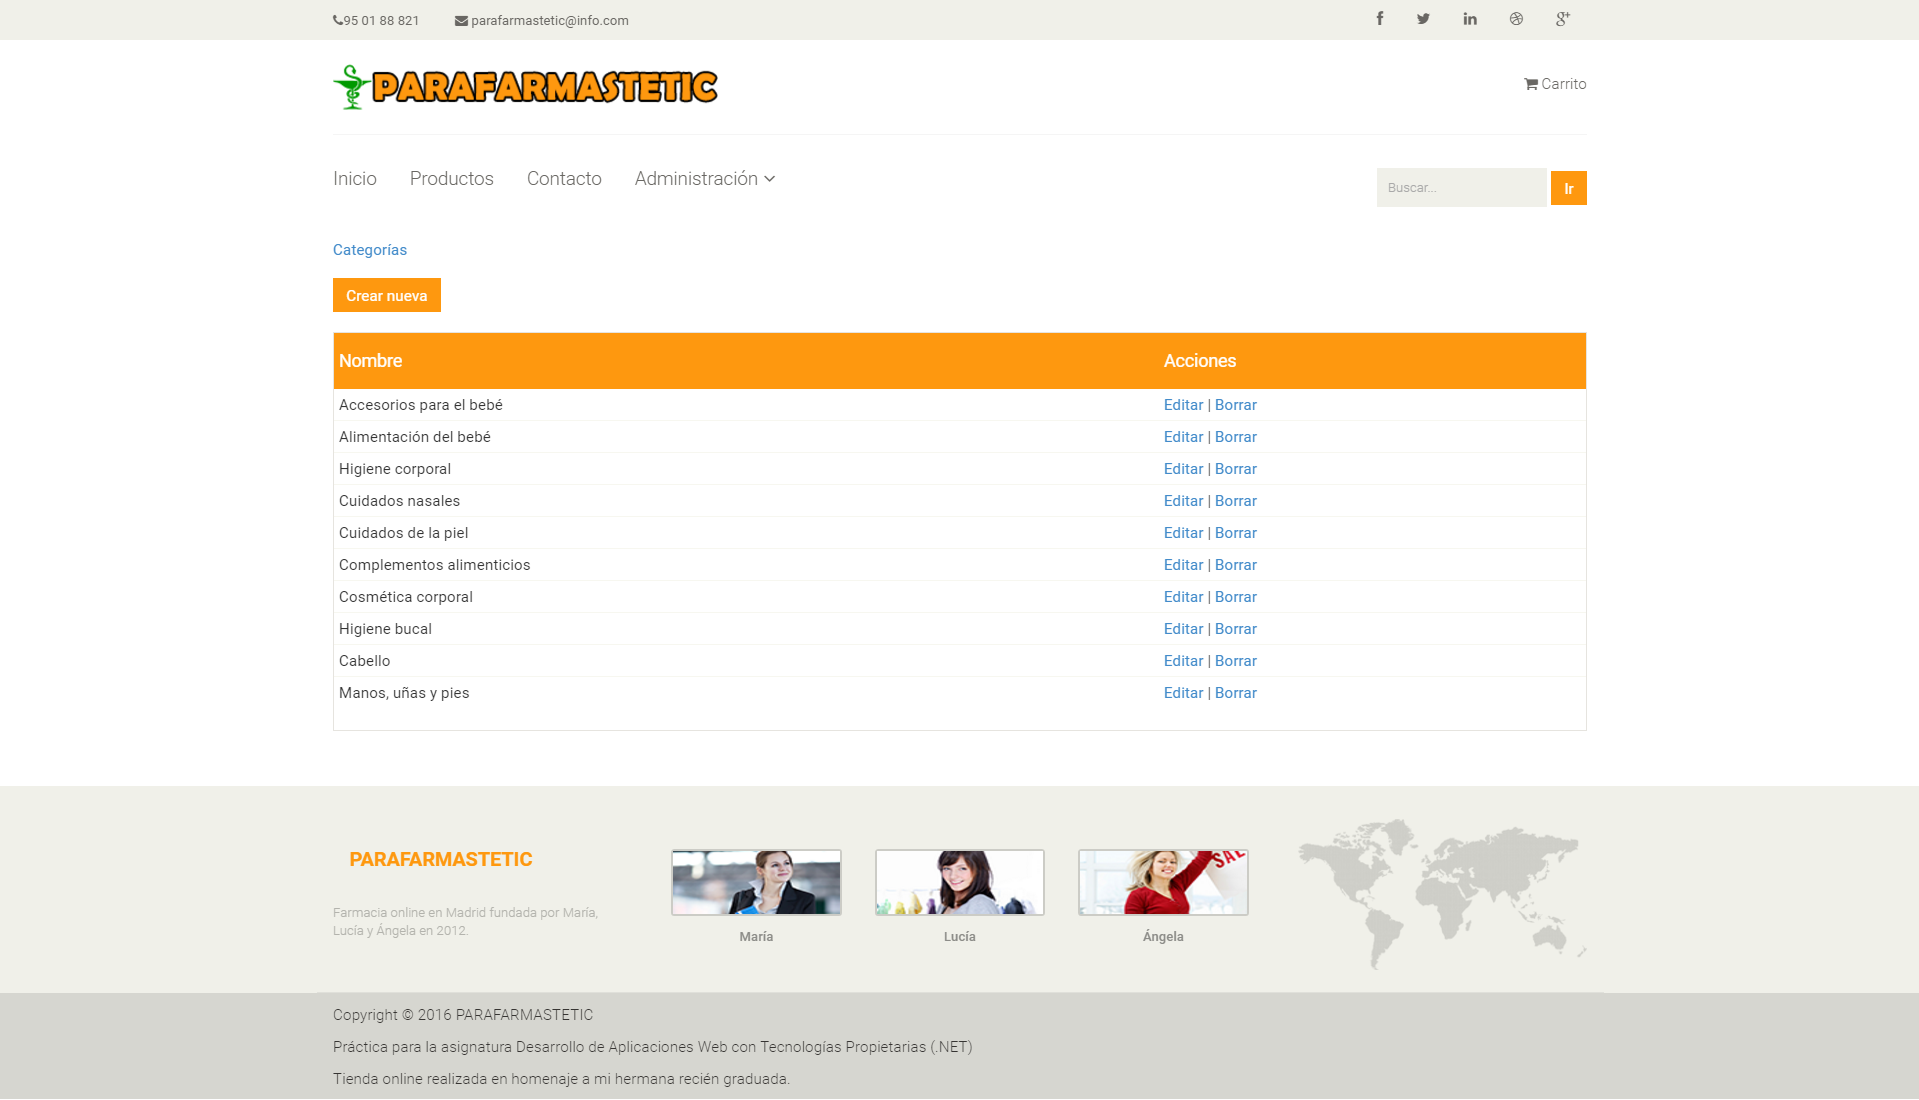 95 01 88 821 parafarmastetic@info.com
PARAFARMASTETIC
Carrito
Inicio Productos Contacto Administración
Buscar... Ir
Categorías
Crear nueva
Nombre Acciones
Accesorios para el bebé Editar | Borrar
Alimentación del bebé Editar | Borrar
Higiene corporal Editar | Borrar
Cuidados nasales Editar | Borrar
Cuidados de la piel Editar | Borrar
Complementos alimenticios Editar | Borrar
Cosmética corporal Editar | Borrar
Higiene bucal Editar | Borrar
Cabello Editar | Borrar
Manos, uñas y pies Editar | Borrar
PARAFARMASTETIC
Farmacia online en Madrid fundada por María,
Lucía y Ángela en 2012.
SALE
María Lucía Ángela
Copyright © 2016 PARAFARMASTETIC
Práctica para la asignatura Desarrollo de Aplicaciones Web con Tecnologías Propietarias (.NET)
Tienda online realizada en homenaje a mi hermana recién graduada.